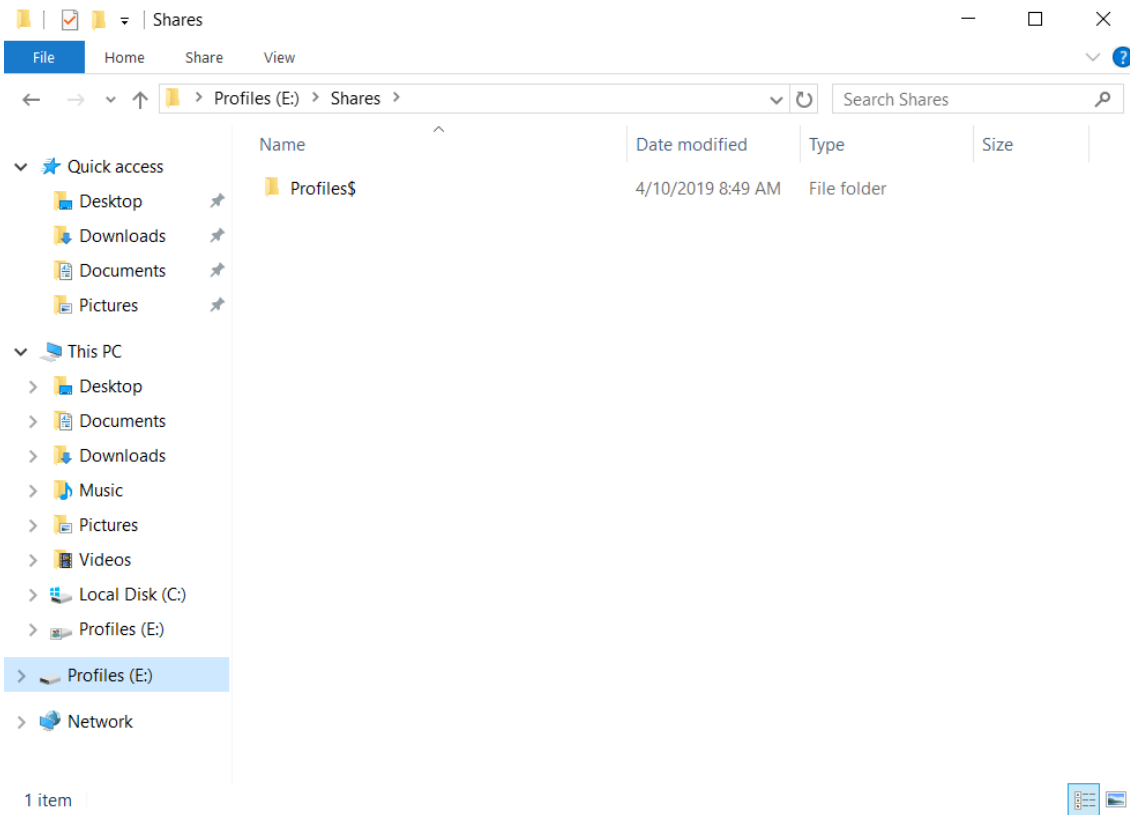 Shares
File Home Share View
Profiles (E:) > Shares > Search Shares
Name Date modified Type Size
Profiles$ 4/10/2019 8:49 AM File folder
Quick access
Desktop
Downloads
Documents
Pictures
This PC
Desktop
Documents
Downloads
Music
Pictures
Videos
Local Disk (C:)
Profiles (E:)
Profiles (E:)
Network
1 item